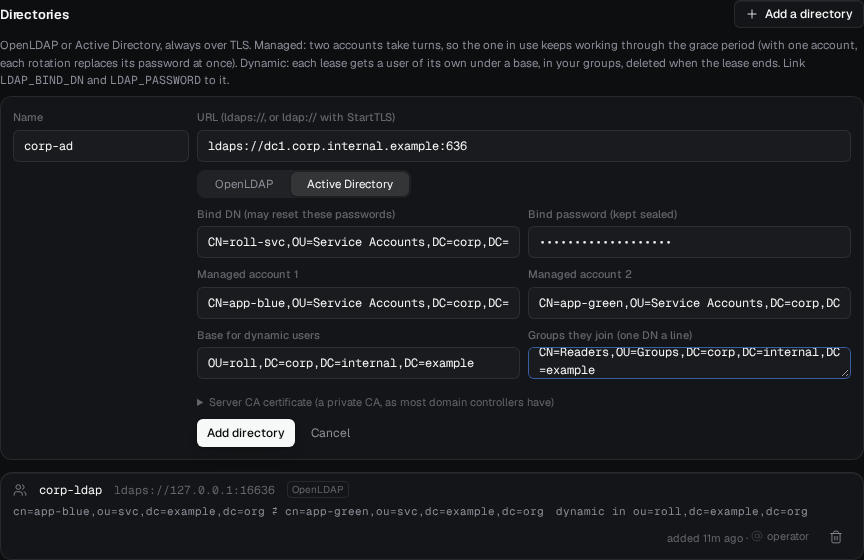 Directories
Add a directory
OpenLDAP or Active Directory, always over TLS. Managed: two accounts take turns, so the one in use keeps working through the grace period (with one account,
each rotation replaces its password at once). Dynamic: each lease gets a user of its own under a base, in your groups, deleted when the lease ends. Link
LDAP_BIND_DN and LDAP_PASSWORD to it.
Name
URL (ldaps://, or ldap:// with StartTLS)
corp-ad
ldaps://dc1.corp.internal.example:636
OpenLDAP
Active Directory
Bind DN (may reset these passwords)
Bind password (kept sealed)
CN=roll-svc,OU=Service Accounts,DC=corp,DC=
•••••••••••••••••••
Managed account 1
Managed account 2
CN=app-blue,OU=Service Accounts,DC=corp,DC=
CN=app-green,OU=Service Accounts,DC=corp,DC
Base for dynamic users
Groups they join (one DN a line)
OU=roll,DC=corp,DC=internal,DC=example
CN=Readers,OU=Groups,DC=corp,DC=internal,DC
=example
Server CA certificate (a private CA, as most domain controllers have)
Add directory
Cancel
corp-ldap ldaps://127.0.0.1:16636 OpenLDAP
cn=app-blue,ou=svc,dc=example,dc=org ⇄ cn=app-green,ou=svc,dc=example,dc=org dynamic in ou=roll,dc=example,dc=org
added 11m ago · @ operator